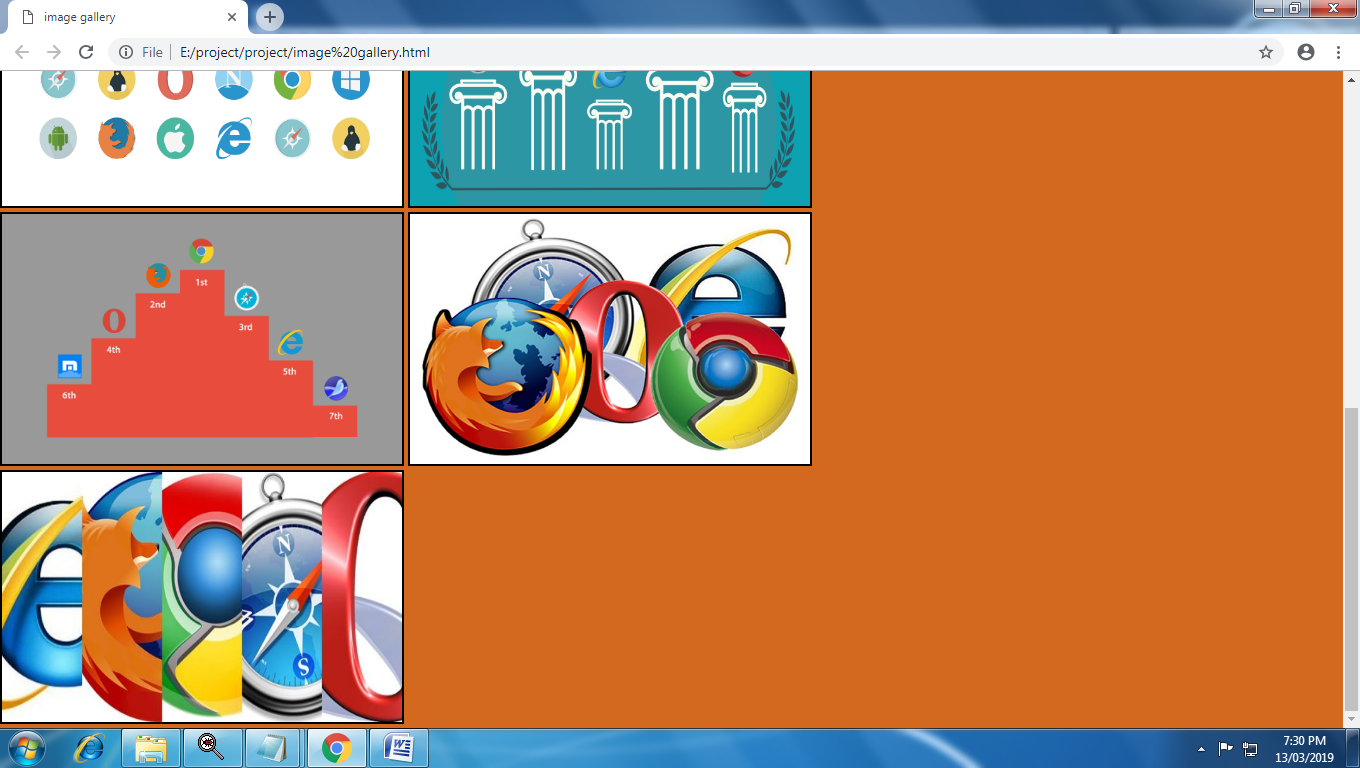 image gallery
File E:/project/project/image%20gallery.html
N
1st
2nd
3rd
4th
5th
6th
7th
N
N
S
7:30 PM
13/03/2019